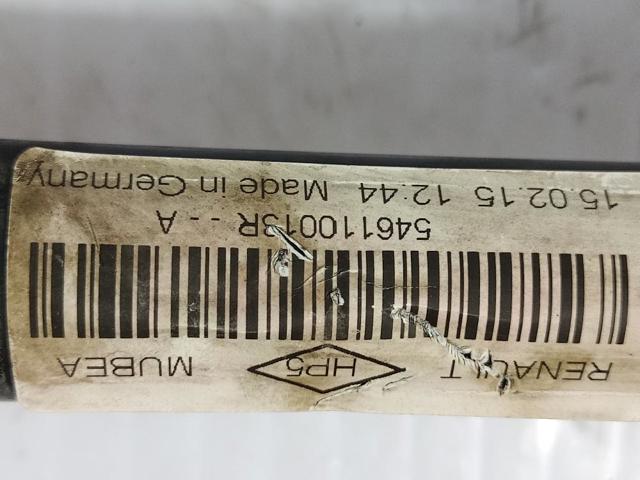 RENAULT HP5 MUBEA
546110013R -- A
15.02.15 12:44 Made in Germany